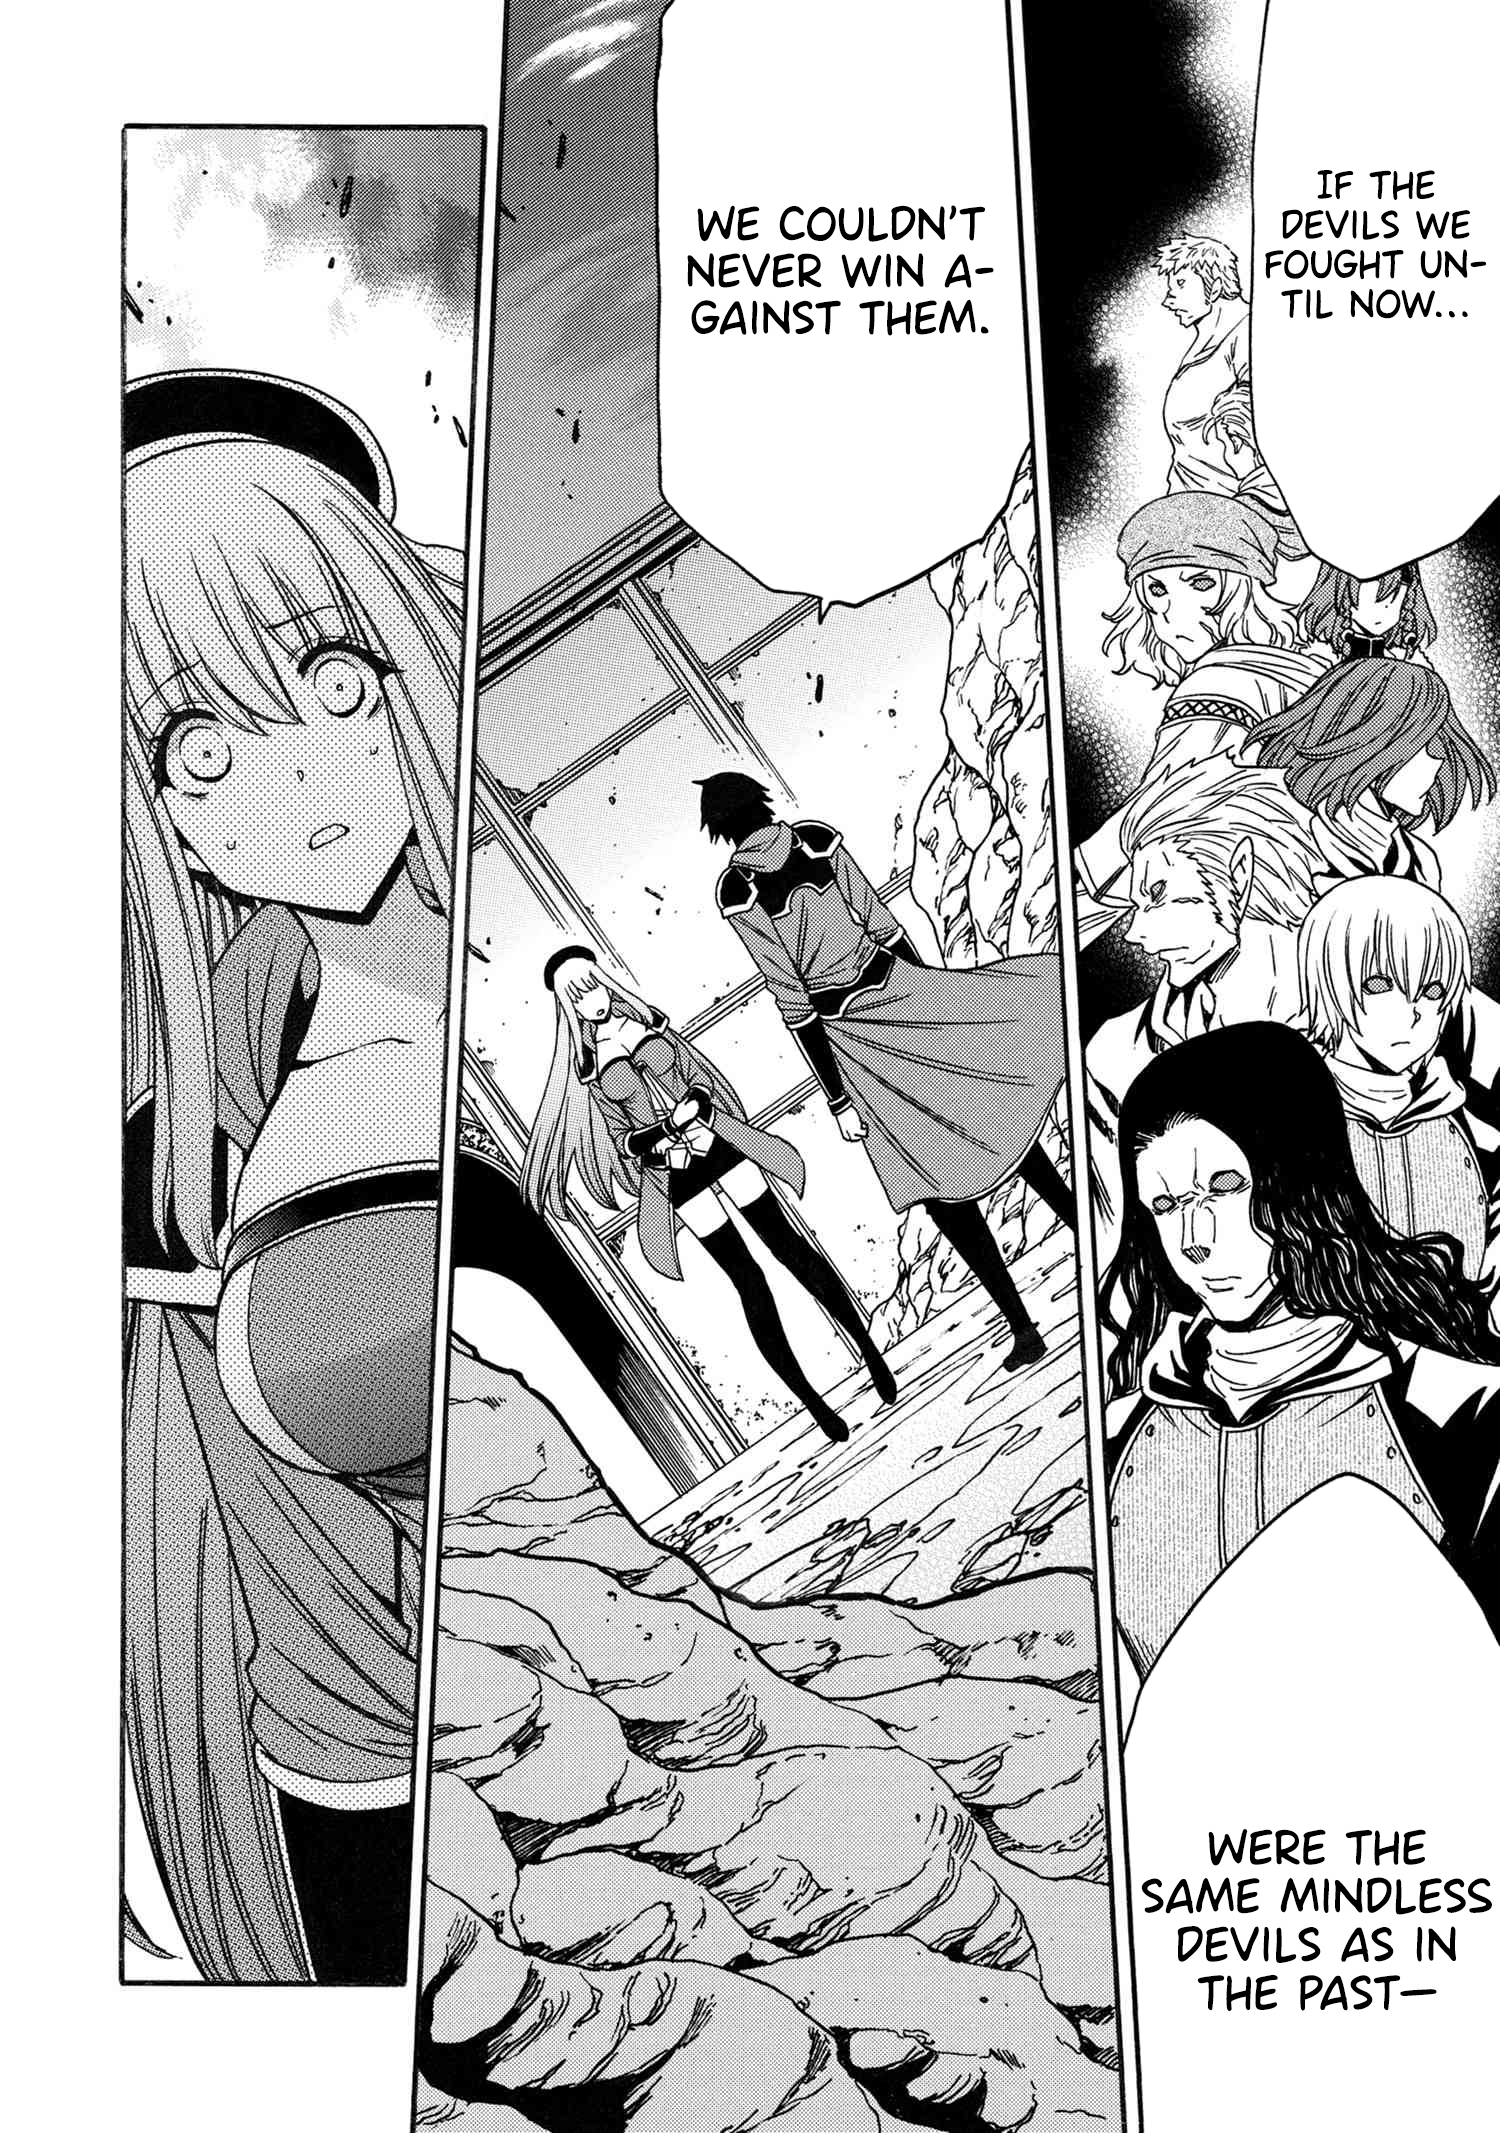 IF THE
DEVILS WE
FOUGHT UN-
TIL NOW...
WERE THE
SAME MINDLESS
DEVILS AS IN
THE PAST—
WE COULDN'T
NEVER WIN A-
GAINST THEM.